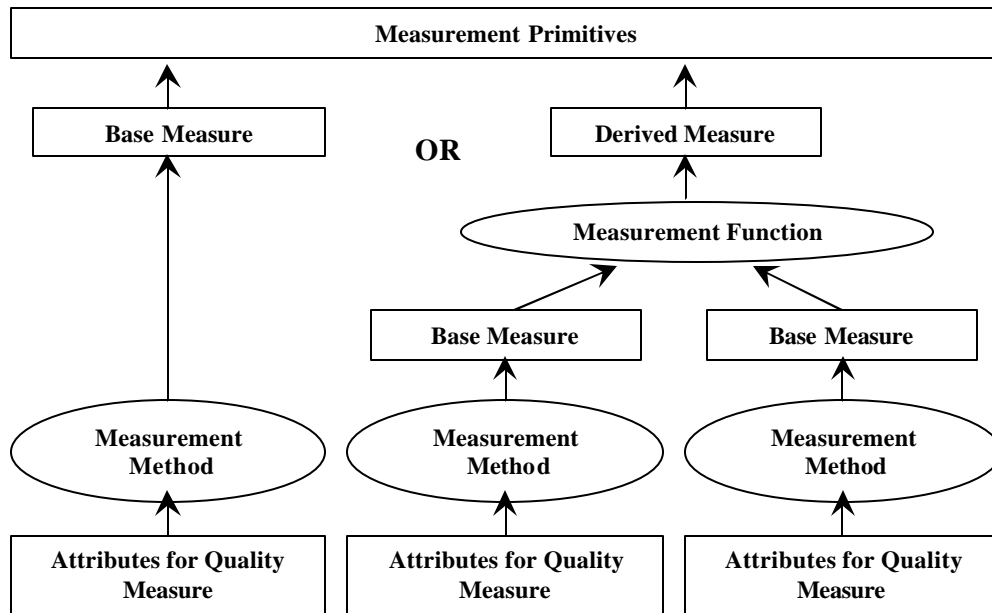 Measurement Primitives
Base Measure
OR
Derived Measure
Measurement Function
Base Measure
Base Measure
Measurement
Method
Measurement
Method
Measurement
Method
Attributes for Quality
Measure
Attributes for Quality
Measure
Attributes for Quality
Measure